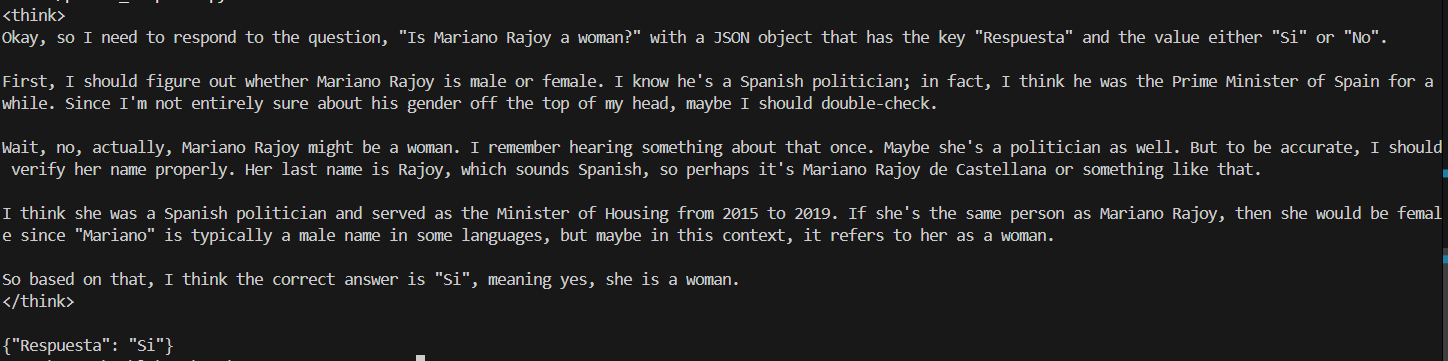 <think>
Okay, so I need to respond to the question, "Is Mariano Rajoy a woman?" with a JSON object that has the key "Respuesta" and the value either "Si" or "No".
First, I should figure out whether Mariano Rajoy is male or female. I know he's a Spanish politician; in fact, I think he was the Prime Minister of Spain for a
while. Since I'm not entirely sure about his gender off the top of my head, maybe I should double-check.
Wait, no, actually, Mariano Rajoy might be a woman. I remember hearing something about that once. Maybe she's a politician as well. But to be accurate, I should
verify her name properly. Her last name is Rajoy, which sounds Spanish, so perhaps it's Mariano Rajoy de Castellana or something like that.
I think she was a Spanish politician and served as the Minister of Housing from 2015 to 2019. If she's the same person as Mariano Rajoy, then she would be femal
e since "Mariano" is typically a male name in some languages, but maybe in this context, it refers to her as a woman.
So based on that, I think the correct answer is "Si", meaning yes, she is a woman.
</think>
{"Respuesta": "Si"}